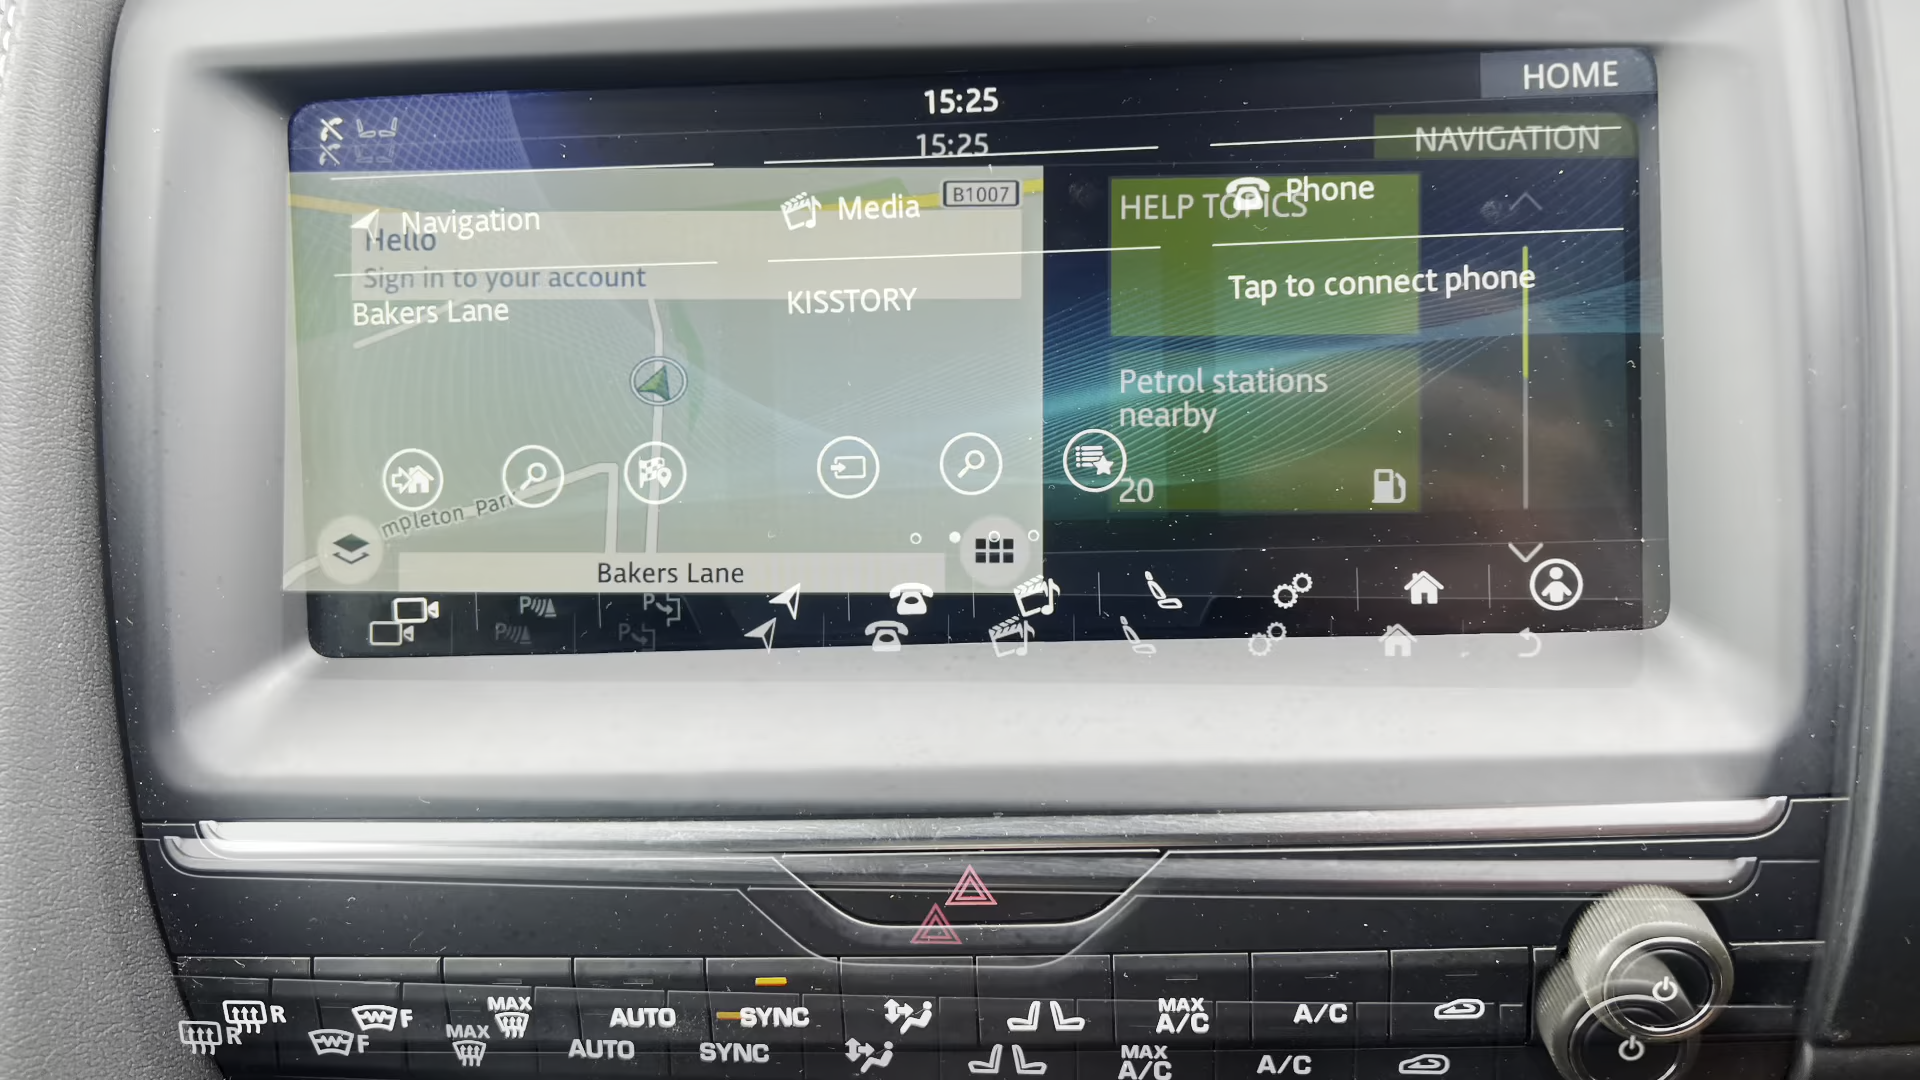 15:25
HOME
15:25
NAVIGATION
Navigation
Media
B1007
Phone
HELP TOPICS
Hello
Sign in to your account
Tap to connect phone
Bakers Lane
KISSTORY
Petrol stations
nearby
20
mpleton Park
Bakers Lane
P
P
P
P
R
F
MAX
AUTO
SYNC
MAX
A/C
A/C
R
F
MAX
AUTO
SYNC
MAX
A/C
A/C